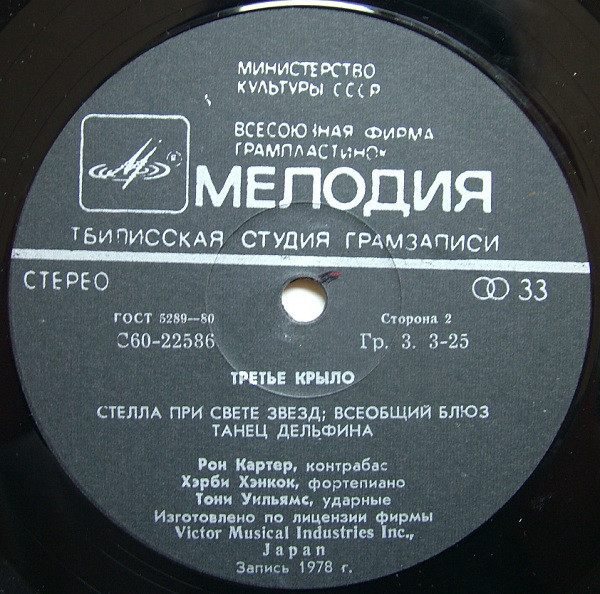 МИНИСТЕРСТВО
КУЛЬТУРЫ СССР
ВСЕСОЮЗНАЯ ФИРМА
ГРАМПЛАСТИНОК
МЕЛОДИЯ
ТБИЛИССКАЯ СТУДИЯ ГРАМЗАПИСИ
СТЕРЕО
33
ГОСТ 5289—80
Сторона 2
С60-22586
Гр. 3. 3-25
ТРЕТЬЕ КРЫЛО
СТЕЛЛА ПРИ СВЕТЕ ЗВЕЗД; ВСЕОБЩИЙ БЛЮЗ
ТАНЕЦ ДЕЛЬФИНА
Рон Картер, контрабас
Хэрби Хэнкок, фортепиано
Тони Уильямс, ударные
Изготовлено по лицензии фирмы
Victor Musical Industries Inc.,
Japan
Запись 1978 г.